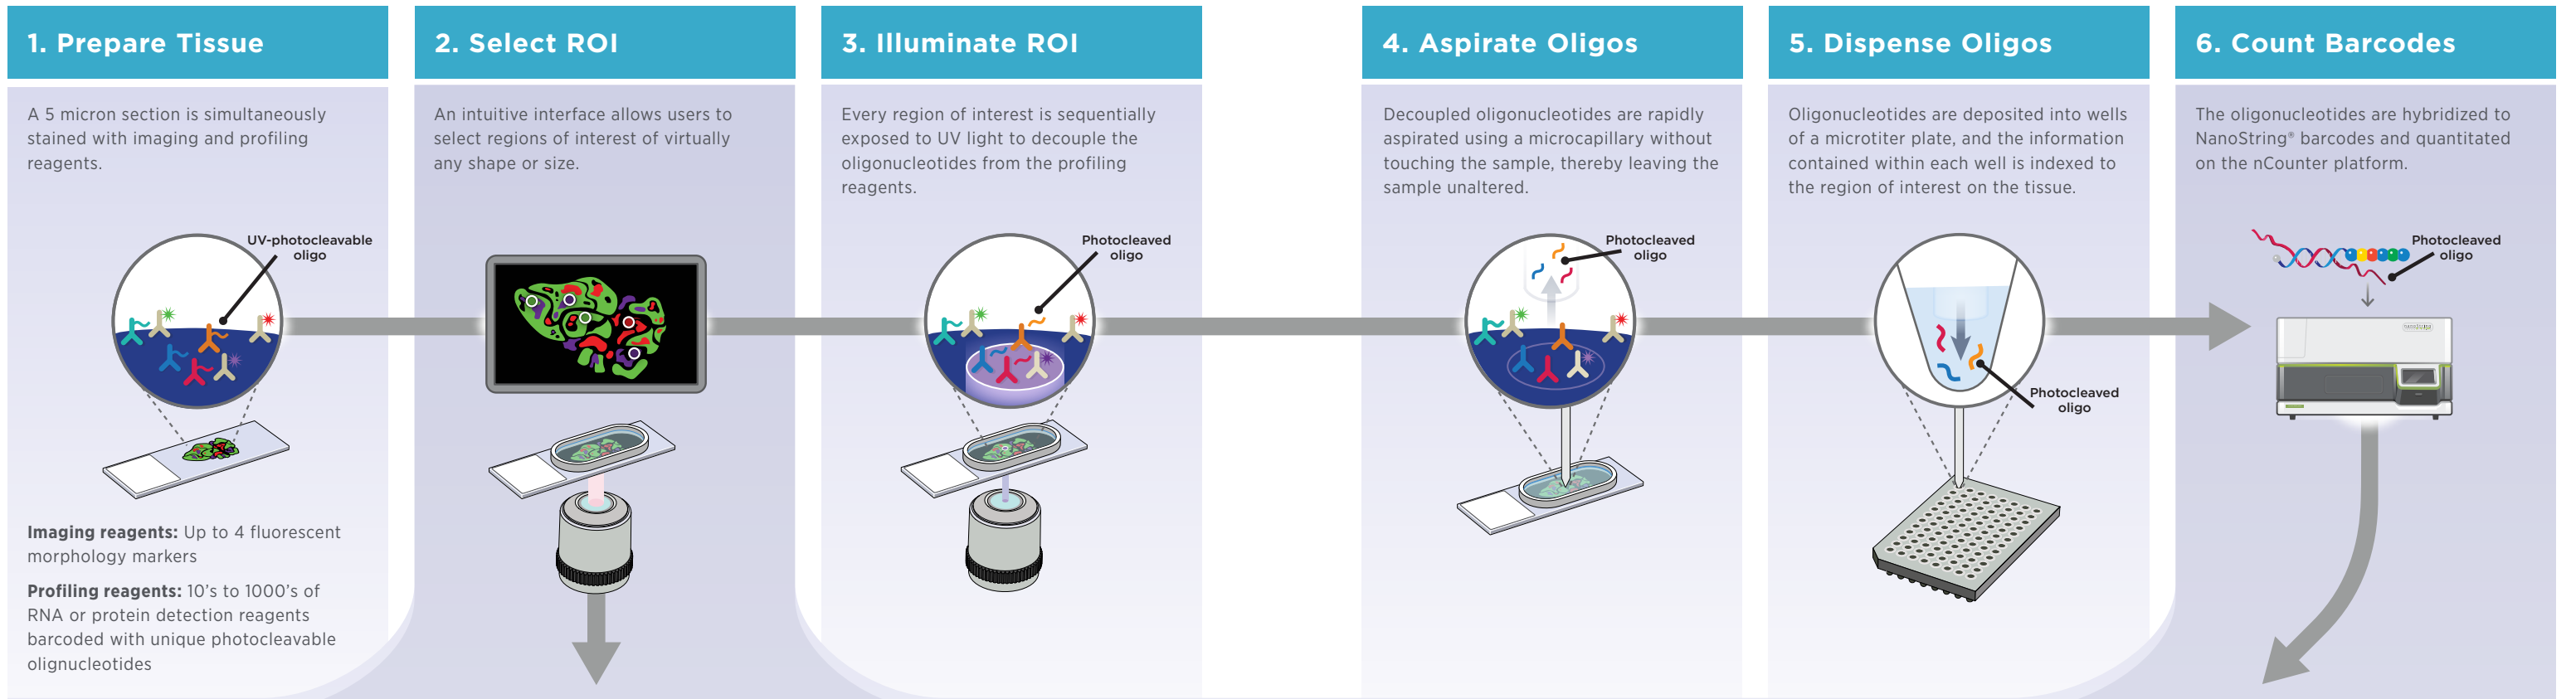 1. Prepare Tissue
A 5 micron section is simultaneously
stained with imaging and profiling
reagents.
UV-photocleavable
oligo
Imaging reagents: Up to 4 fluorescent
morphology markers
Profiling reagents: 10's to 1000's of
RNA or protein detection reagents
barcoded with unique photocleavable
olignucleotides
2. Select ROI
An intuitive interface allows users to
select regions of interest of virtually
any shape or size.
3. Illuminate ROI
Every region of interest is sequentially
exposed to UV light to decouple the
oligonucleotides from the profiling
reagents.
Photocleaved
oligo
4. Aspirate Oligos
Decoupled oligonucleotides are rapidly
aspirated using a microcapillary without
touching the sample, thereby leaving the
sample unaltered.
Photocleaved
oligo
5. Dispense Oligos
Oligonucleotides are deposited into wells
of a microtiter plate, and the information
contained within each well is indexed to
the region of interest on the tissue.
Photocleaved
oligo
6. Count Barcodes
The oligonucleotides are hybridized to
NanoString® barcodes and quantitated
on the nCounter platform.
Photocleaved
oligo